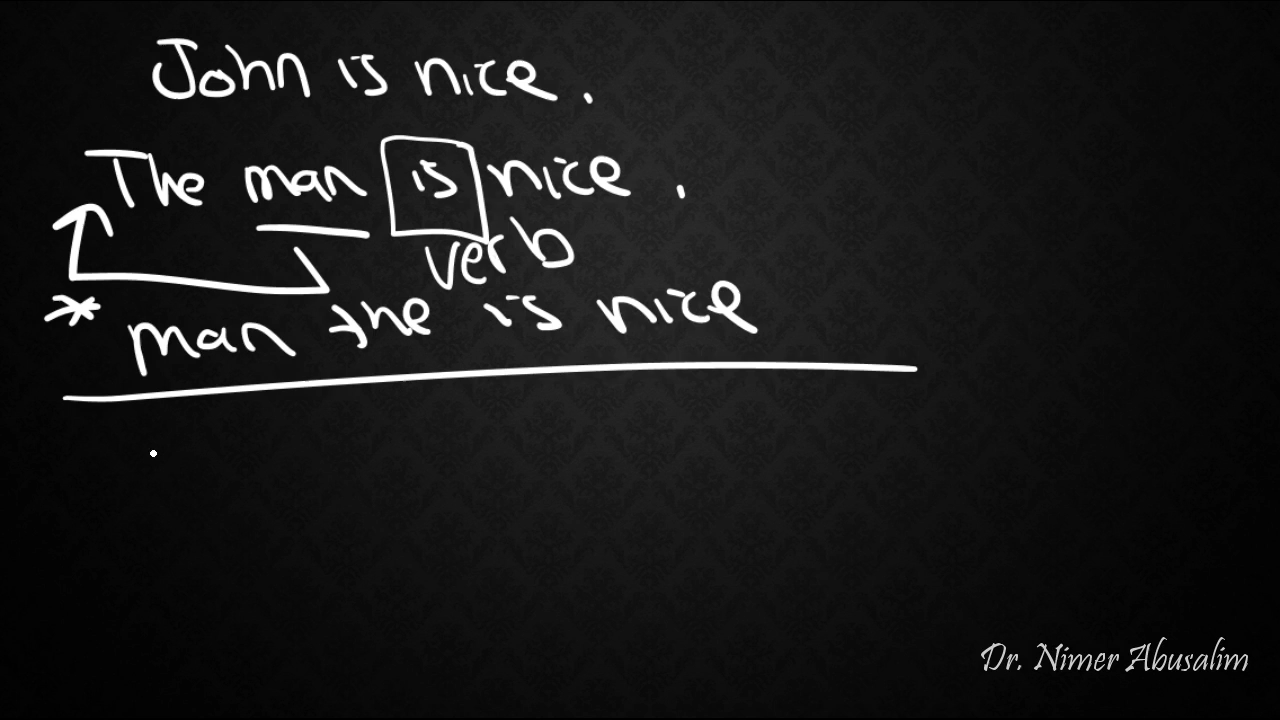 John is nice.
The man is nice.
verb
* man the is nice
Dr. Nimer Abusalim